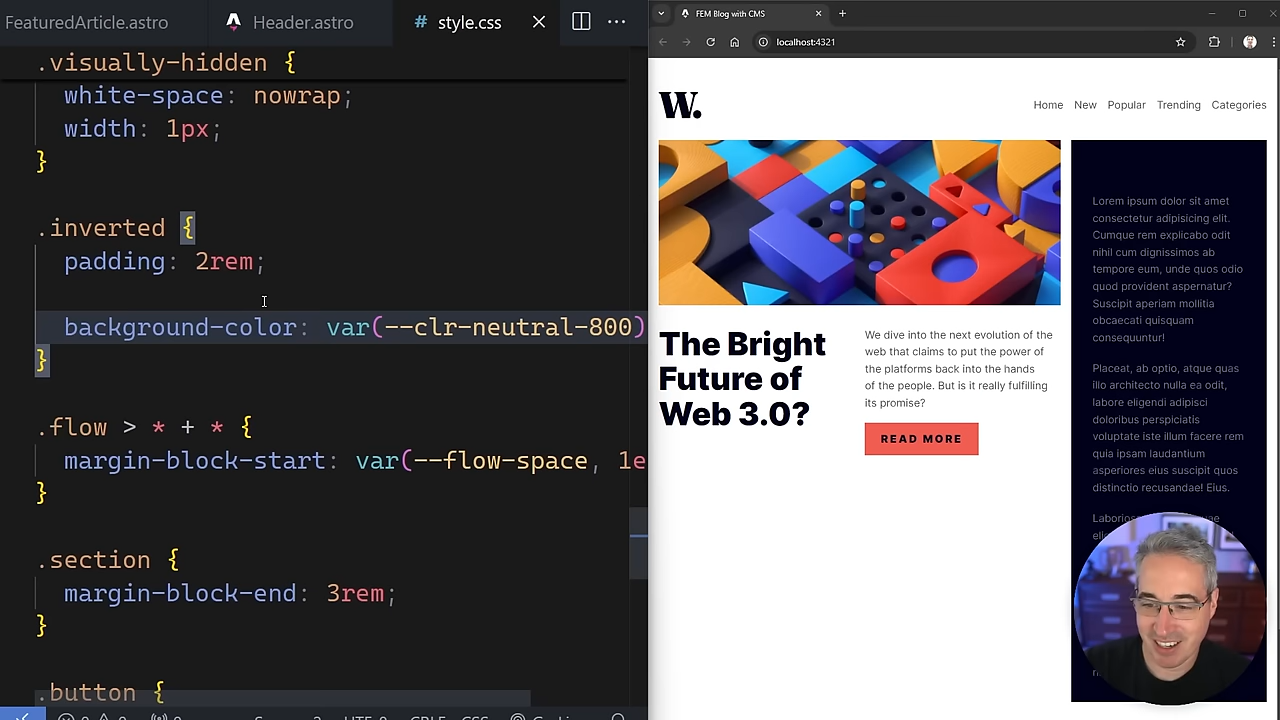 FeaturedArticle.astro
Header.astro
# style.css
.visually-hidden {
white-space: nowrap;
width: 1px;
}
.inverted {
padding: 2rem;
background-color: var(--clr-neutral-800)
}
.flow > * + * {
margin-block-start: var(--flow-space, 1e
}
.section {
margin-block-end: 3rem;
}
.button {
FEM Blog with CMS
localhost:4321
W.
Home New Popular Trending Categories
The Bright
Future of
Web 3.0?
We dive into the next evolution of the
web that claims to put the power of
the platforms back into the hands
of the people. But is it really fulfilling
its promise?
READ MORE
Lorem ipsum dolor sit amet
consectetur adipisicing elit.
Cumque rem explicabo odit
nihil cum dignissimos ab
tempore eum, unde quos odio
quod provident aspernatur?
Suscipit aperiam mollitia
obcaecati quisquam
consequuntur!
Placeat, ab optio, atque quas
illo architecto nulla ea odit,
labore eligendi adipisci
doloribus perspiciatis
voluptate iste illum facere rem
quia ipsam laudantium
asperiores eius suscipit quos
distinctio recusandae! Eius.